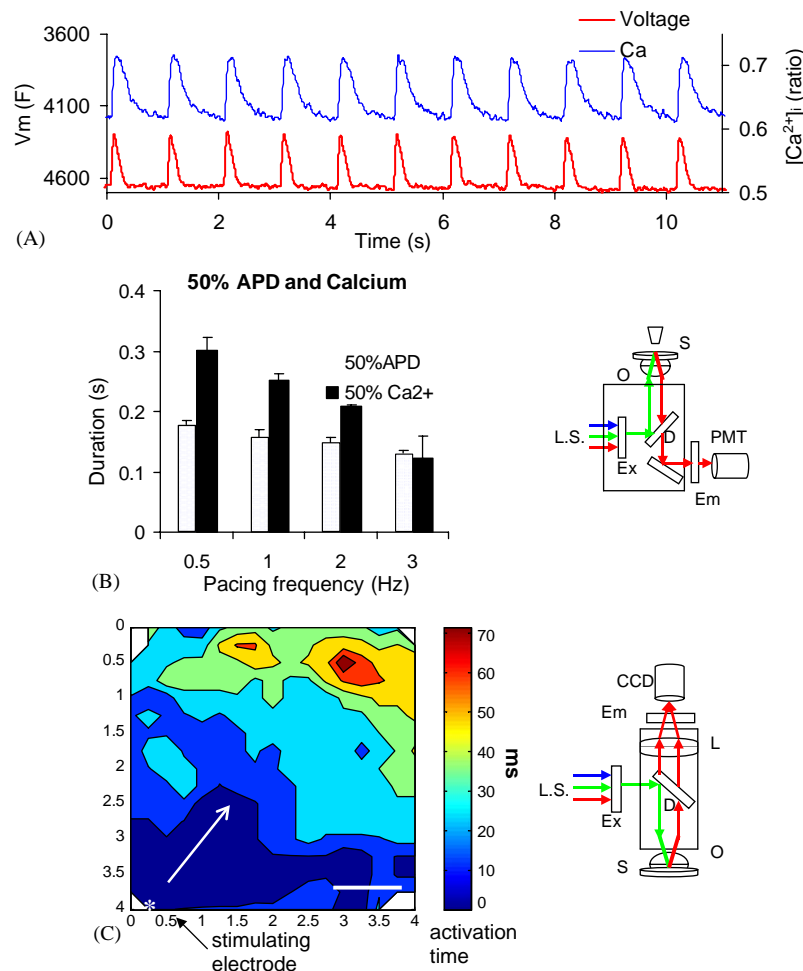 3600
4100
4600
Vm (F)
Voltage
Ca
0.7
0.6
0.5
[Ca²⁺]ᵢ (ratio)
0 2 4 6 8 10
Time (s)
(A)
50% APD and Calcium
0.4
0.3
0.2
0.1
0
Duration (s)
50%APD
50% Ca2+
0.5 1 2 3
Pacing frequency (Hz)
(B)
S
O
L.S.
D
Ex
PMT
Em
0
0.5
1
1.5
2
2.5
3
3.5
4
0 0.5 1 1.5 2 2.5 3 3.5 4
*
(C)
stimulating
electrode
70
60
50
40
30
20
10
0
ms
activation
time
CCD
Em
L
L.S.
D
Ex
S
O